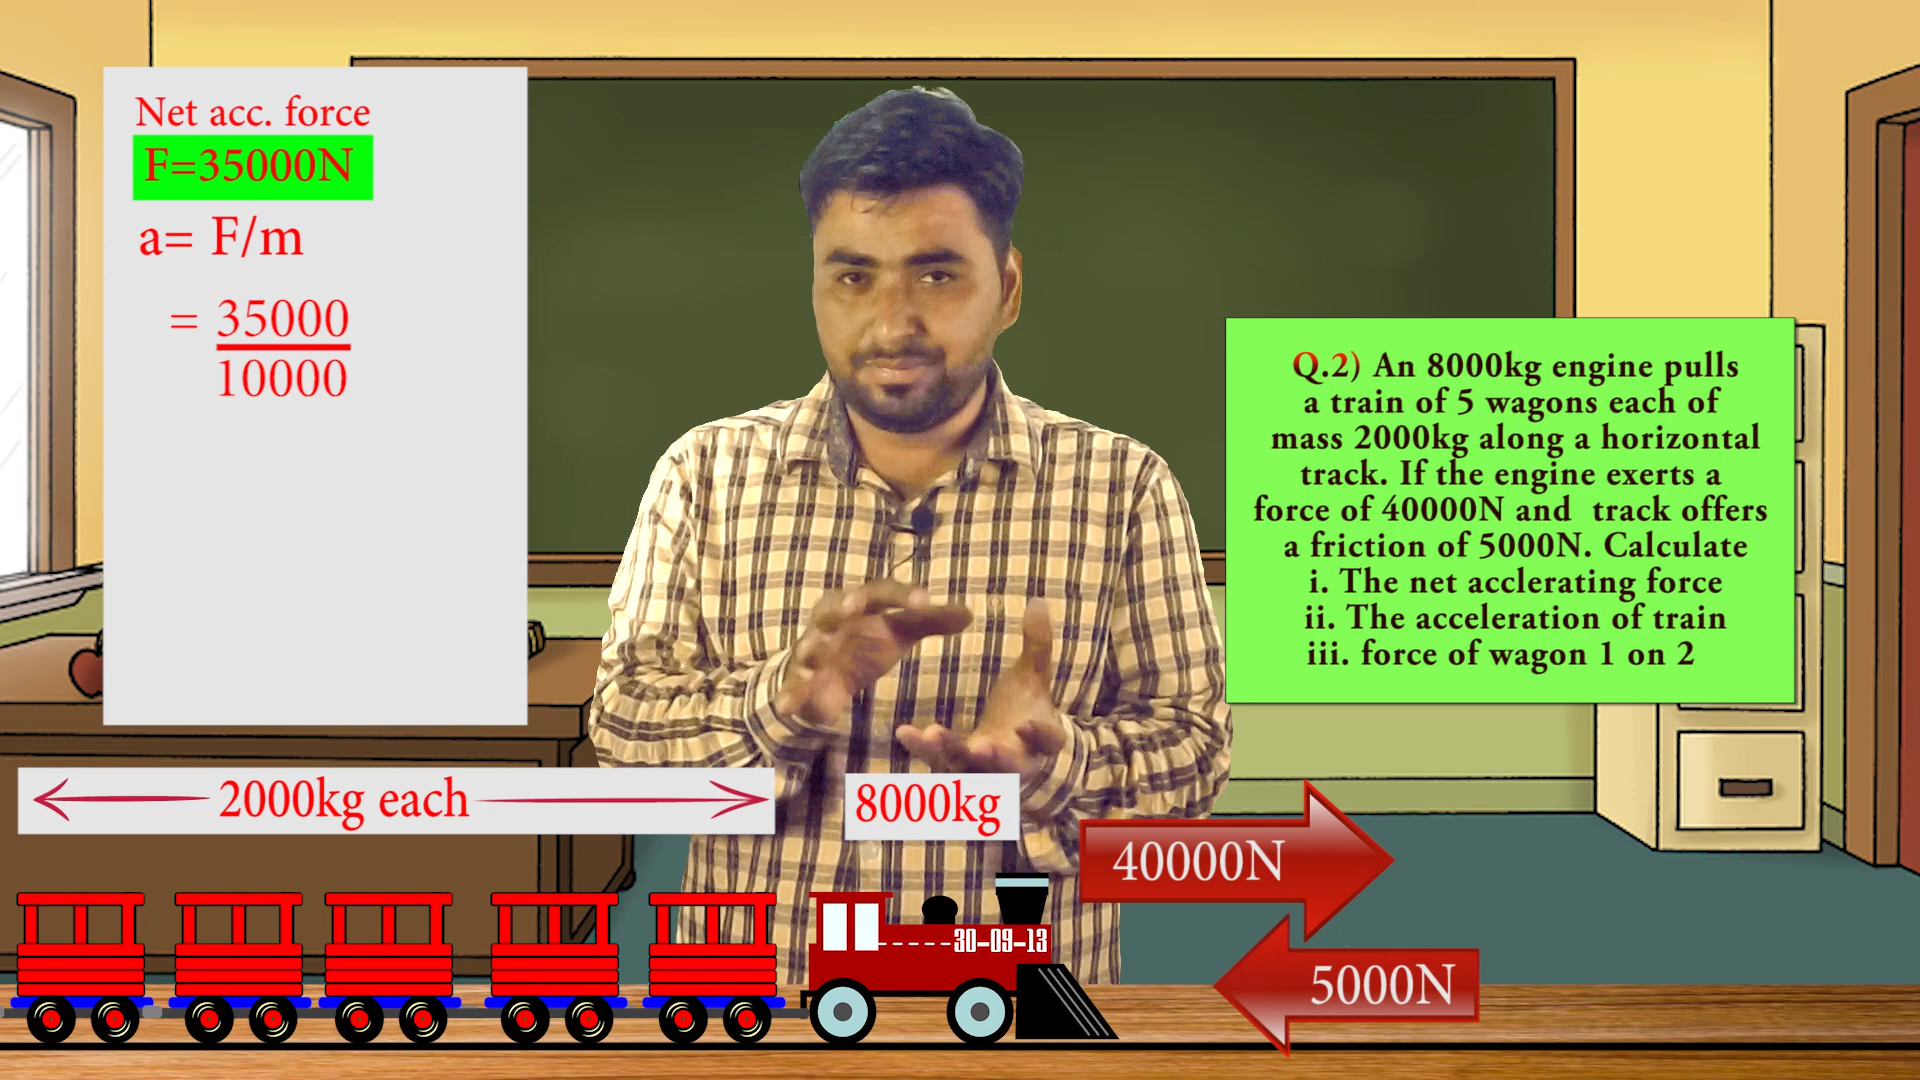 Net acc. force
F=35000N
a= F/m
= 35000
10000
Q.2) An 8000kg engine pulls
a train of 5 wagons each of
mass 2000kg along a horizontal
track. If the engine exerts a
force of 40000N and track offers
a friction of 5000N. Calculate
i. The net acclerating force
ii. The acceleration of train
iii. force of wagon 1 on 2
2000kg each
8000kg
40000N
30-09-13
5000N